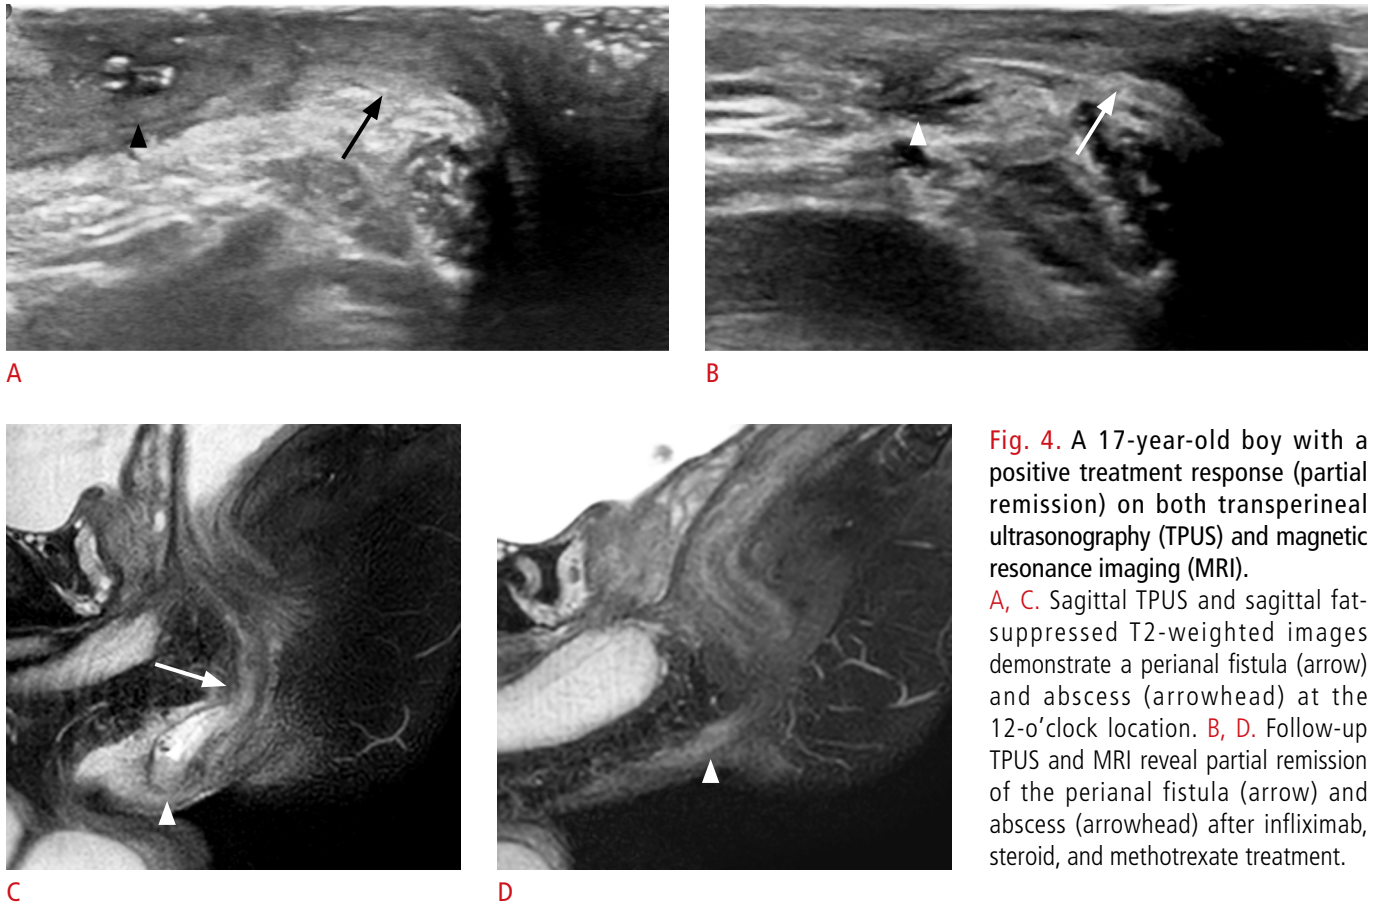 A
B
C
D
Fig. 4. A 17-year-old boy with a
positive treatment response (partial
remission) on both transperineal
ultrasonography (TPUS) and magnetic
resonance imaging (MRI).
A, C. Sagittal TPUS and sagittal fat-
suppressed T2-weighted images
demonstrate a perianal fistula (arrow)
and abscess (arrowhead) at the
12-o’clock location. B, D. Follow-up
TPUS and MRI reveal partial remission
of the perianal fistula (arrow) and
abscess (arrowhead) after infliximab,
steroid, and methotrexate treatment.